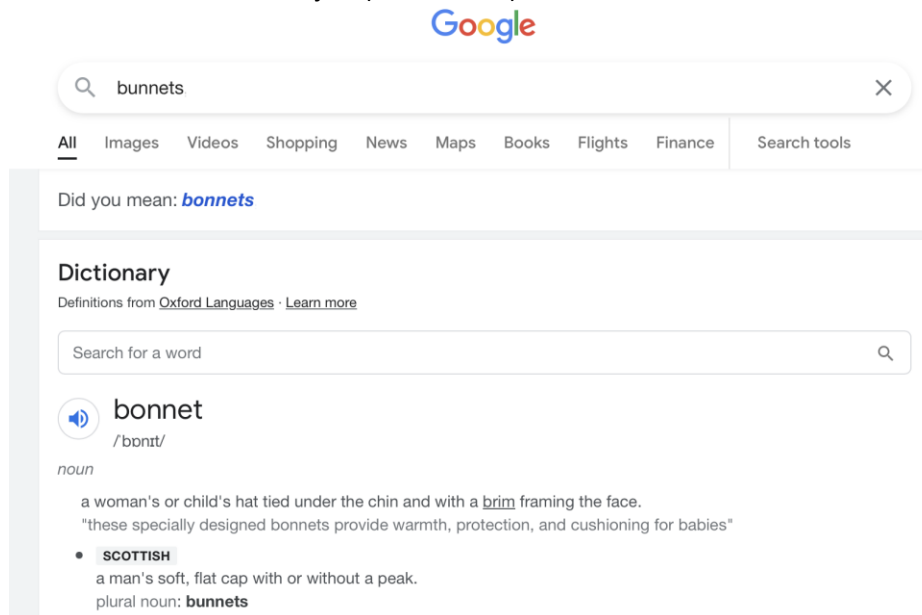 Google
bunnets
All Images Videos Shopping News Maps Books Flights Finance Search tools
Did you mean: bonnets
Dictionary
Definitions from Oxford Languages · Learn more
Search for a word
bonnet
/ˈbɒnɪt/
noun
a woman's or child's hat tied under the chin and with a brim framing the face.
"these specially designed bonnets provide warmth, protection, and cushioning for babies"
• SCOTTISH
a man's soft, flat cap with or without a peak.
plural noun: bunnets